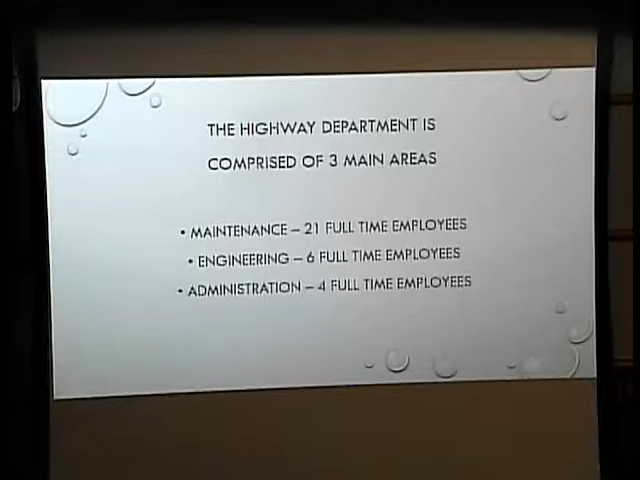 THE HIGHWAY DEPARTMENT IS
COMPRISED OF 3 MAIN AREAS
• MAINTENANCE – 21 FULL TIME EMPLOYEES
• ENGINEERING – 6 FULL TIME EMPLOYEES
• ADMINISTRATION – 4 FULL TIME EMPLOYEES